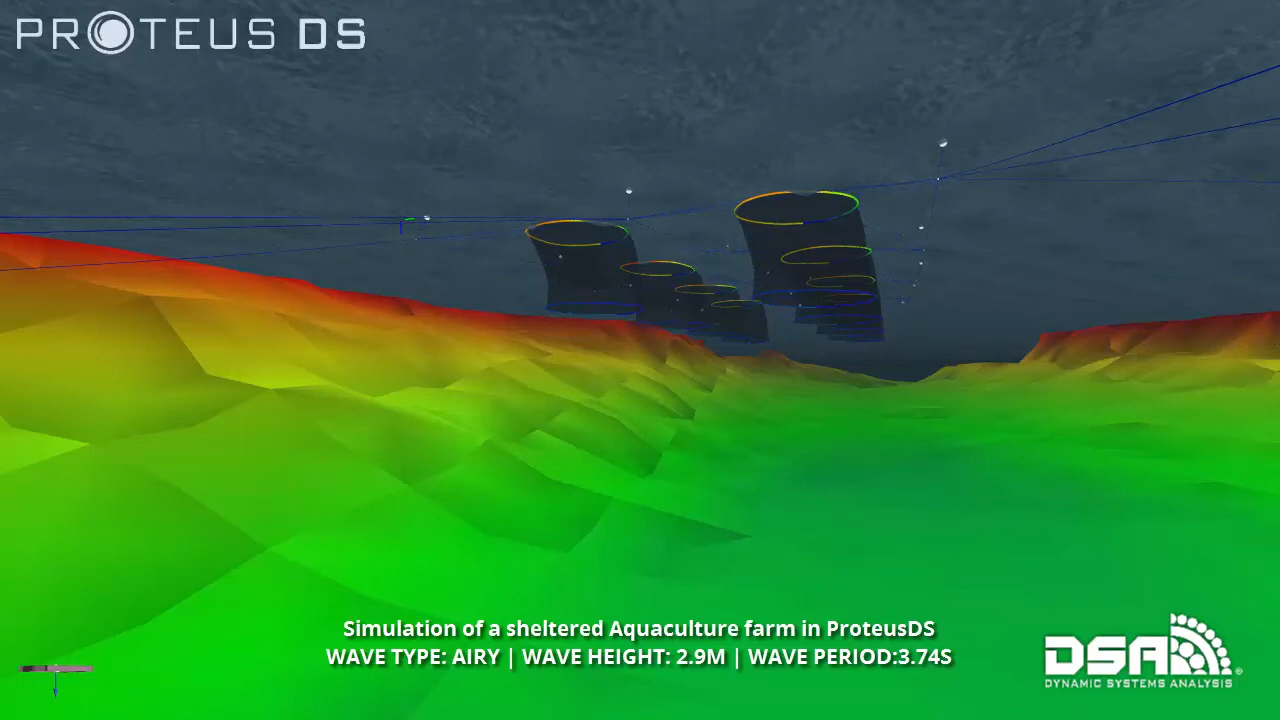 PROTEUS DS
Simulation of a sheltered Aquaculture farm in ProteusDS
WAVE TYPE: AIRY | WAVE HEIGHT: 2.9M | WAVE PERIOD:3.74S
DSA
DYNAMIC SYSTEMS ANALYSIS